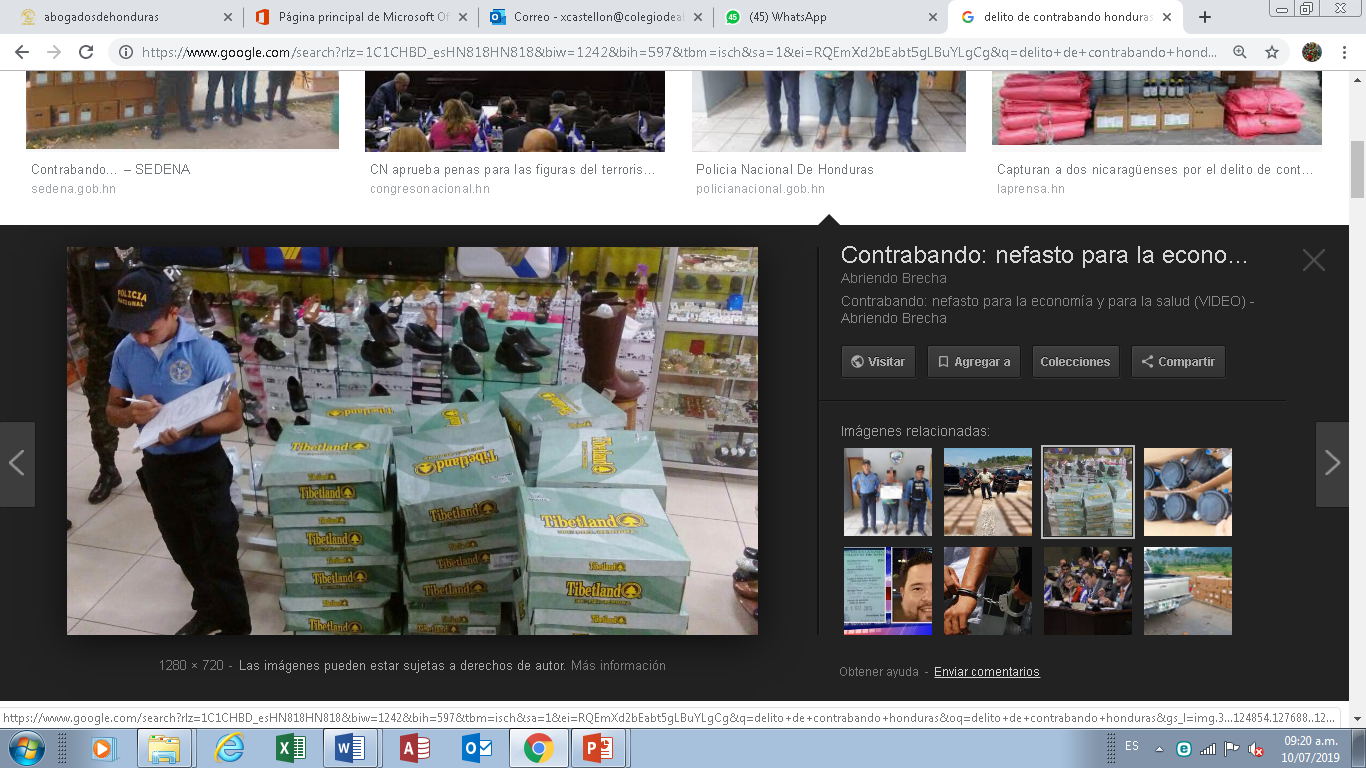 abogadosdehonduras
Página principal de Microsoft Of
Correo - xcastellon@colegiodeal
(45) WhatsApp
delito de contrabando honduras
https://www.google.com/search?rlz=1C1CHBD_esHN818HN818&biw=1242&bih=597&tbm=isch&sa=1&ei=RQEmXd2bEabt5gLBuYLgCg&q=delito+de+contrabando+hond...
Contrabando... – SEDENA
sedena.gob.hn
CN aprueba penas para las figuras del terroris...
congresonacional.hn
Policia Nacional De Honduras
policianacional.gob.hn
Capturan a dos nicaragüenses por el delito de cont...
laprensa.hn
POLICIA
NACIONAL
Tibetland
Tibetland
Tibetland
Tibetland
Tibetland
Tibetland
Tibetland
Tibetland
Tibetland
Tibetland
Contrabando: nefasto para la econo...
Abriendo Brecha
Contrabando: nefasto para la economía y para la salud (VIDEO) -
Abriendo Brecha
Visitar
Agregar a
Colecciones
Compartir
Imágenes relacionadas:
1280 × 720 - Las imágenes pueden estar sujetas a derechos de autor. Más información
Obtener ayuda - Enviar comentarios
https://www.google.com/search?rlz=1C1CHBD_esHN818HN818&biw=1242&bih=597&tbm=isch&sa=1&ei=RQEmXd2bEabt5gLBuYLgCg&q=delito+de+contrabando+honduras&oq=delito+de+contrabando+honduras&gs_l=img.3...124854.127688..12...
ES
09:20 a.m.
10/07/2019